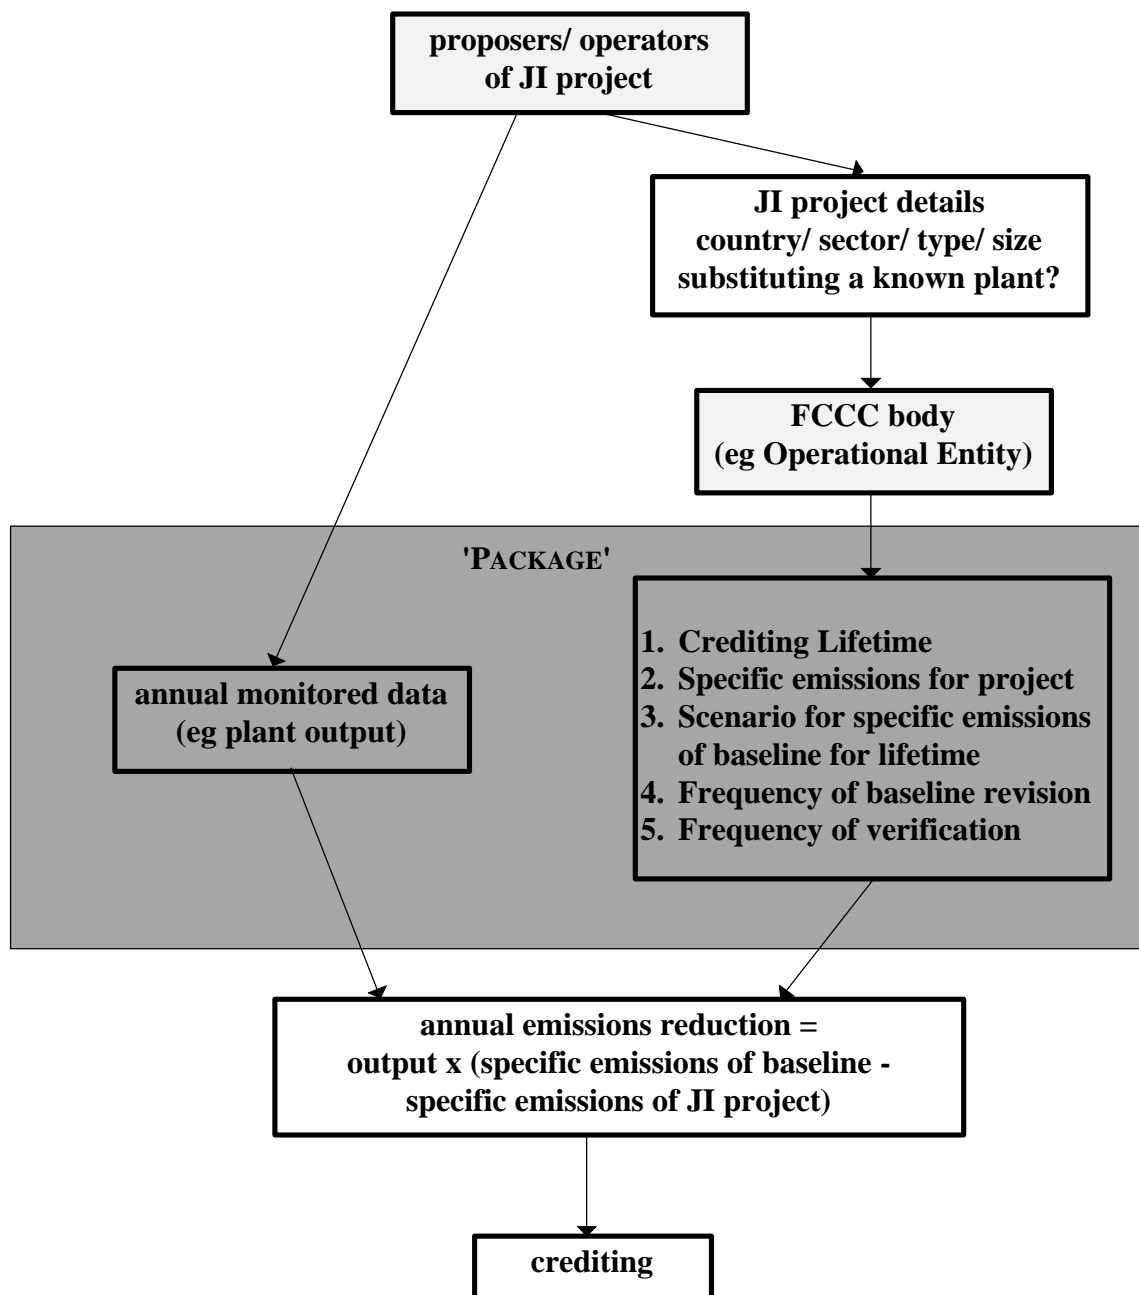 proposers/ operators
of JI project
JI project details
country/ sector/ type/ size
substituting a known plant?
FCCC body
(eg Operational Entity)
'PACKAGE'
annual monitored data
(eg plant output)
1. Crediting Lifetime
2. Specific emissions for project
3. Scenario for specific emissions
of baseline for lifetime
4. Frequency of baseline revision
5. Frequency of verification
annual emissions reduction =
output x (specific emissions of baseline -
specific emissions of JI project)
crediting